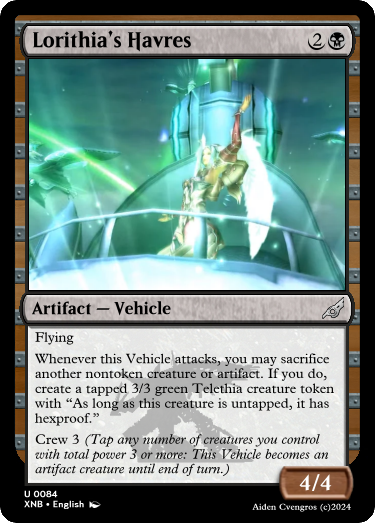 Lorithia's Havres 2
Artifact — Vehicle
Flying
Whenever this Vehicle attacks, you may sacrifice
another nontoken creature or artifact. If you do,
create a tapped 3/3 green Telethia creature token
with “As long as this creature is untapped, it has
hexproof.”
Crew 3 (Tap any number of creatures you control
with total power 3 or more: This Vehicle becomes an
artifact creature until end of turn.)
4/4
U 0084
XNB • English
Aiden Cvengros (c)2024